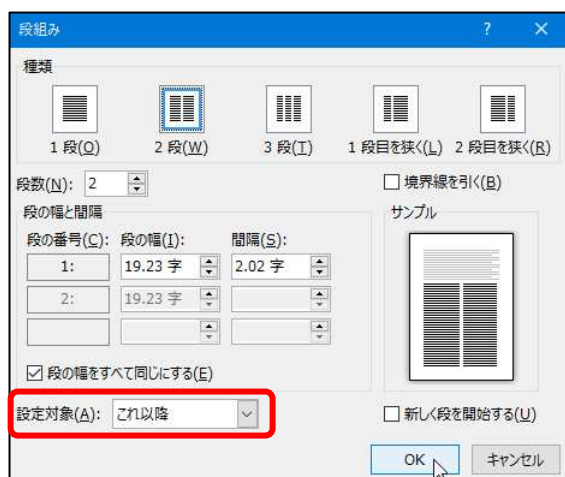 段組み ? ×
種類
1 段(O) 2 段(W) 3 段(T) 1 段目を狭く(L) 2 段目を狭く(R)
段数(N): 2 境界線を引く(B)
段の幅と間隔 サンプル
段の番号(C): 段の幅(I): 間隔(S):
1: 19.23 字 2.02 字
2: 19.23 字
段の幅をすべて同じにする(E)
設定対象(A): これ以降 新しく段を開始する(U)
OK キャンセル